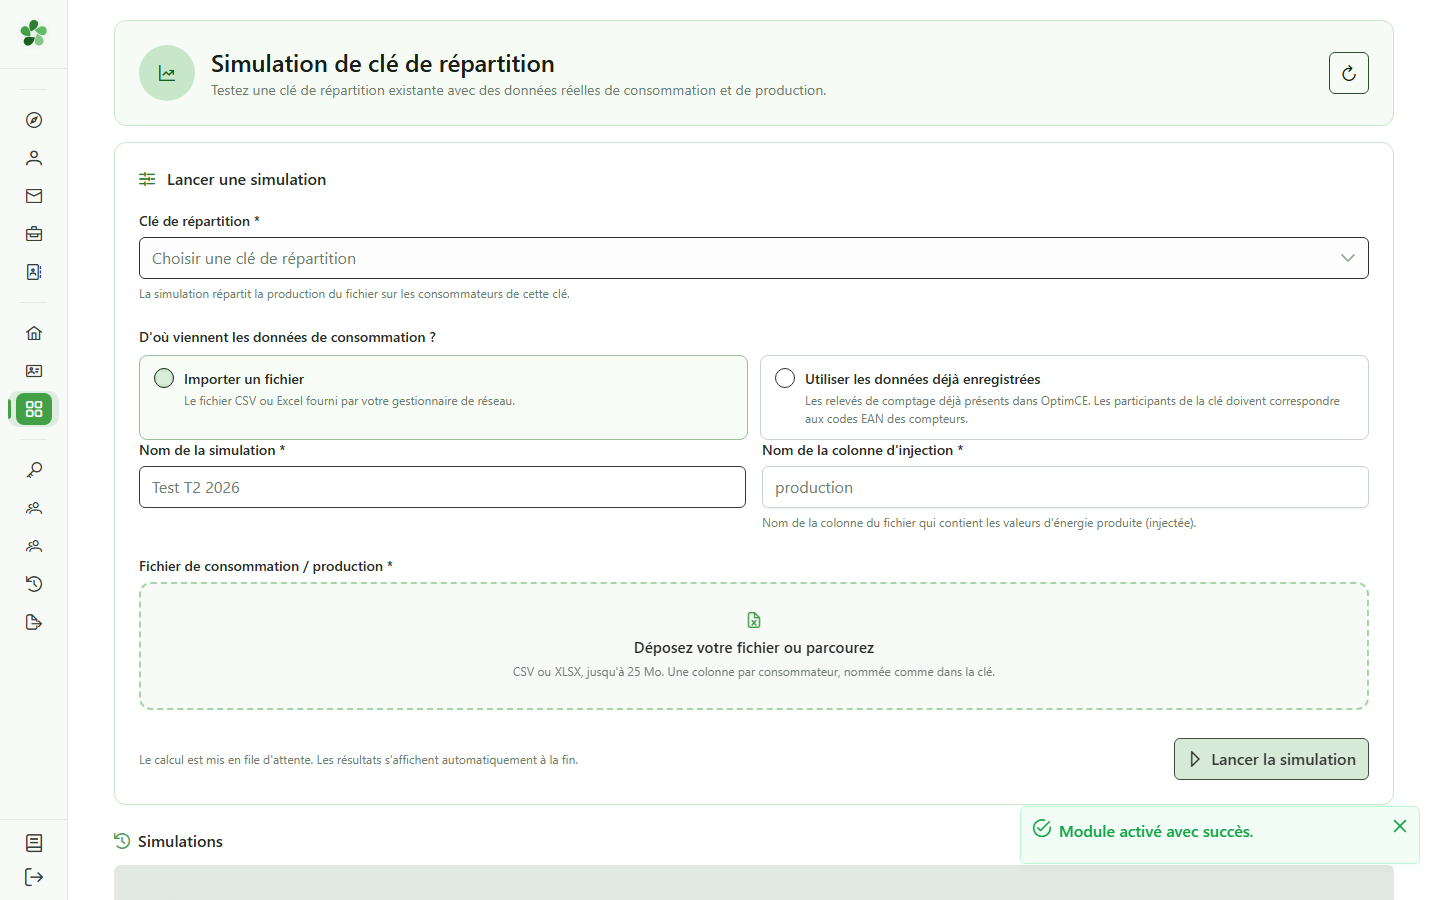 Simulation de clé de répartition
Testez une clé de répartition existante avec des données réelles de consommation et de production.
Lancer une simulation
Clé de répartition *
Choisir une clé de répartition
La simulation répartit la production du fichier sur les consommateurs de cette clé.
D'où viennent les données de consommation ?
Importer un fichier
Le fichier CSV ou Excel fourni par votre gestionnaire de réseau.
Utiliser les données déjà enregistrées
Les relevés de comptage déjà présents dans OptimCE. Les participants de la clé doivent correspondre
aux codes EAN des compteurs.
Nom de la simulation *
Test T2 2026
Nom de la colonne d'injection *
production
Nom de la colonne du fichier qui contient les valeurs d'énergie produite (injectée).
Fichier de consommation / production *
Déposez votre fichier ou parcourez
CSV ou XLSX, jusqu'à 25 Mo. Une colonne par consommateur, nommée comme dans la clé.
Le calcul est mis en file d'attente. Les résultats s'affichent automatiquement à la fin.
Lancer la simulation
Simulations
Module activé avec succès.